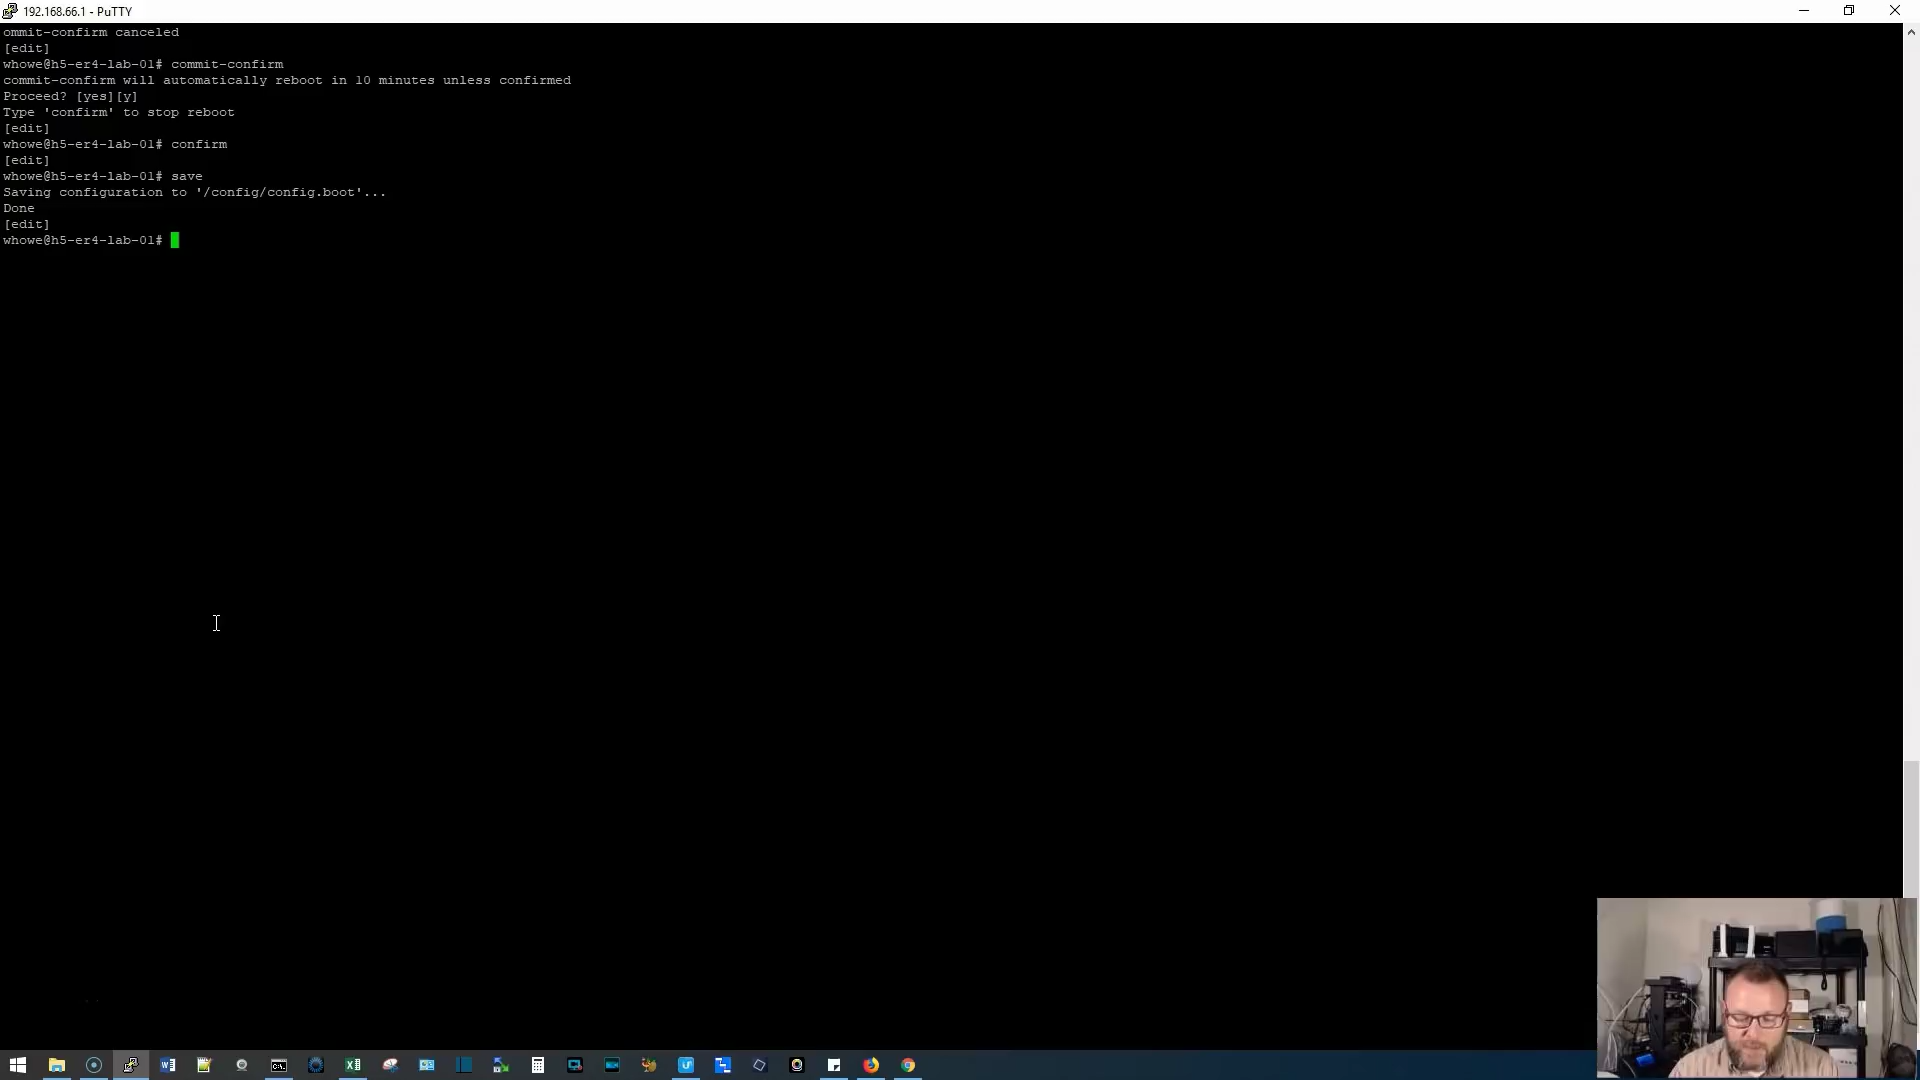 192.168.66.1 - PuTTY
ommit-confirm canceled
[edit]
whowe@h5-er4-lab-01# commit-confirm
commit-confirm will automatically reboot in 10 minutes unless confirmed
Proceed? [yes][y]
Type 'confirm' to stop reboot
[edit]
whowe@h5-er4-lab-01# confirm
[edit]
whowe@h5-er4-lab-01# save
Saving configuration to '/config/config.boot'...
Done
[edit]
whowe@h5-er4-lab-01#